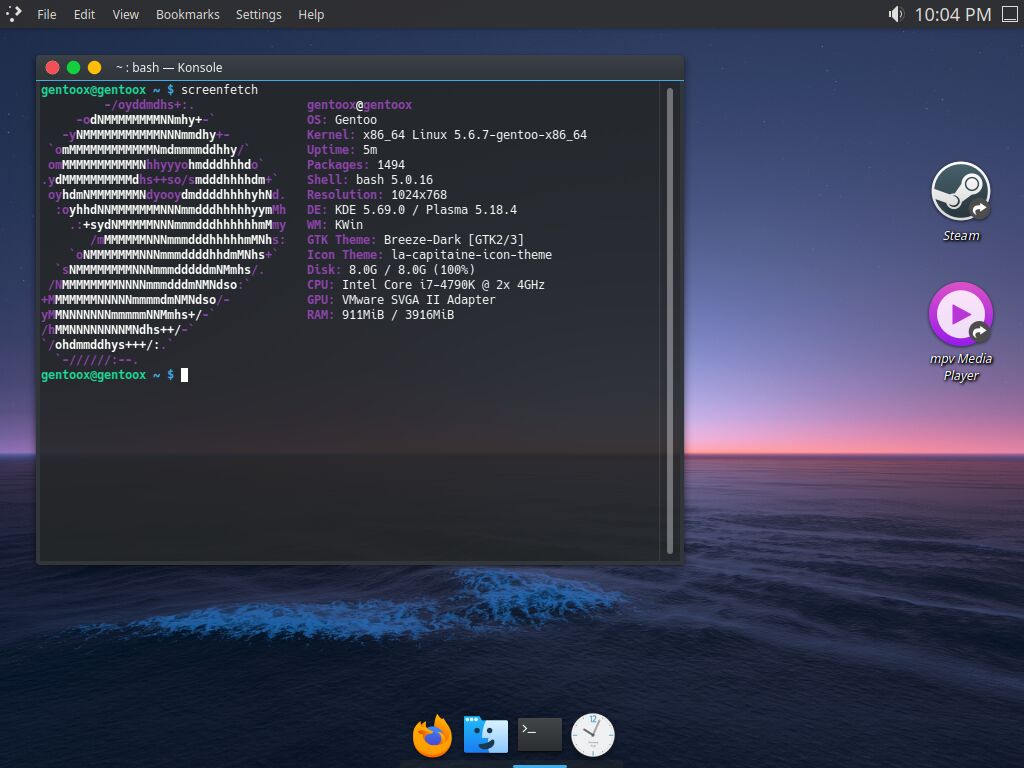 File Edit View Bookmarks Settings Help
10:04 PM
~ : bash — Konsole
gentoox@gentoox ~ $ screenfetch
-/oyddmdhs+:.
gentoox@gentoox
-odNMMMMMMMMNNmhy+-`
OS: Gentoo
-yNMMMMMMMMMMMNNNmmdhy+-
Kernel: x86_64 Linux 5.6.7-gentoo-x86_64
`omMMMMMMMMMMMMNmdmmmmddhhy/`
Uptime: 5m
omMMMMMMMMMMMNhhyyyohmdddhhhdo`
Packages: 1494
.ydMMMMMMMMMMdhs++so/smdddhhhhdm+`
Shell: bash 5.0.16
oyhdmNMMMMMMMNdyooydmddddhhhhyhNd.
Resolution: 1024x768
:oyhhdNNMMMMMMMNNNmmdddhhhhhyymMh
DE: KDE 5.69.0 / Plasma 5.18.4
.:+sydNMMMMMNNNmmmdddhhhhhhmMmy
WM: KWin
/mMMMMMMNNNmmmdddhhhhhmMNhs:
GTK Theme: Breeze-Dark [GTK2/3]
`oNMMMMMMMNNNmmmddddhhdmMNhs+`
Icon Theme: la-capitaine-icon-theme
`sNMMMMMMMMNNNmmmdddddmNMmhs/.
Disk: 8.0G / 8.0G (100%)
/NMMMMMMMMNNNNmmmdddmNMNdso:`
CPU: Intel Core i7-4790K @ 2x 4GHz
+MMMMMMMNNNNNmmmmdmNMNdso/-
GPU: VMware SVGA II Adapter
yMMNNNNNNNmmmmmNNMmhs+/-`
RAM: 911MiB / 3916MiB
/hMMNNNNNNNNMNdhs++/-`
`/ohdmmddhys+++/:.`
`-//////:--.
gentoox@gentoox ~ $
Steam
mpv Media
Player
>_
12